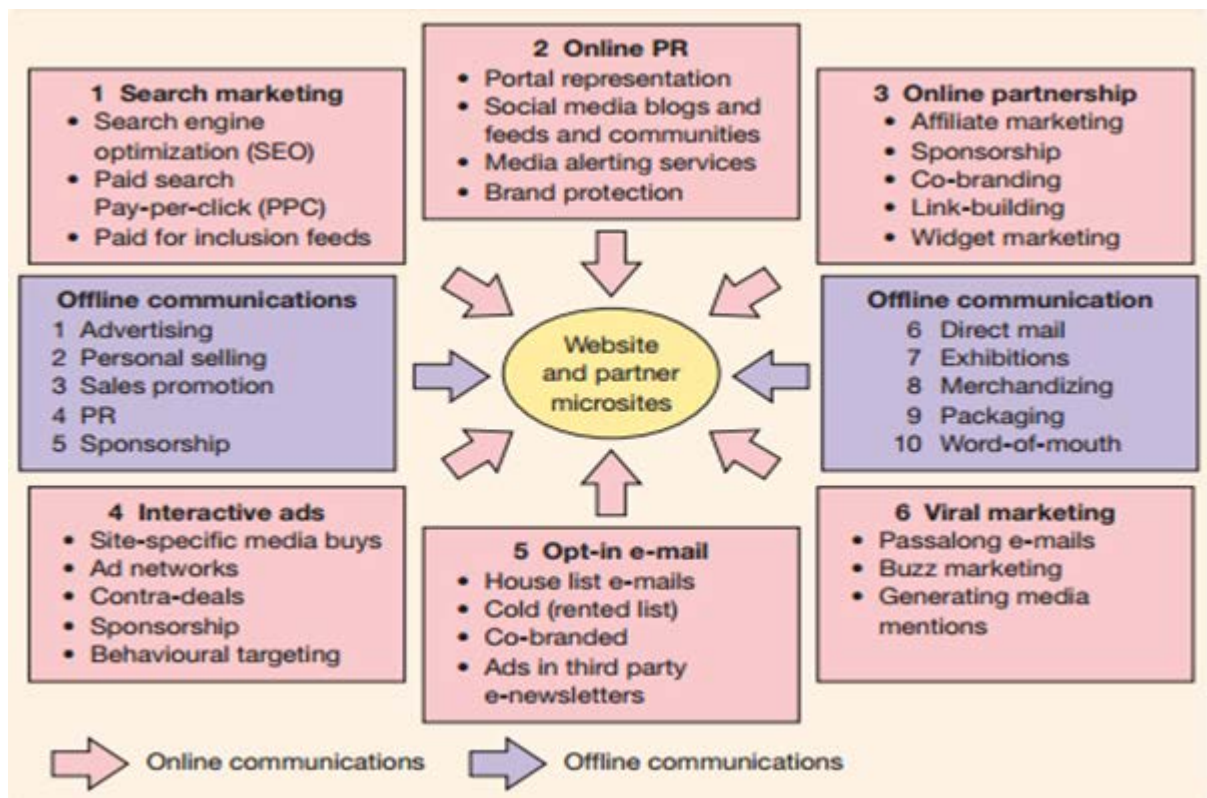 1 Search marketing
• Search engine
optimization (SEO)
• Paid search
Pay-per-click (PPC)
• Paid for inclusion feeds
2 Online PR
• Portal representation
• Social media blogs and
feeds and communities
• Media alerting services
• Brand protection
3 Online partnership
• Affiliate marketing
• Sponsorship
• Co-branding
• Link-building
• Widget marketing
Offline communications
1 Advertising
2 Personal selling
3 Sales promotion
4 PR
5 Sponsorship
Website
and partner
microsites
Offline communication
6 Direct mail
7 Exhibitions
8 Merchandizing
9 Packaging
10 Word-of-mouth
4 Interactive ads
• Site-specific media buys
• Ad networks
• Contra-deals
• Sponsorship
• Behavioural targeting
5 Opt-in e-mail
• House list e-mails
• Cold (rented list)
• Co-branded
• Ads in third party
e-newsletters
6 Viral marketing
• Passalong e-mails
• Buzz marketing
• Generating media
mentions
Online communications
Offline communications